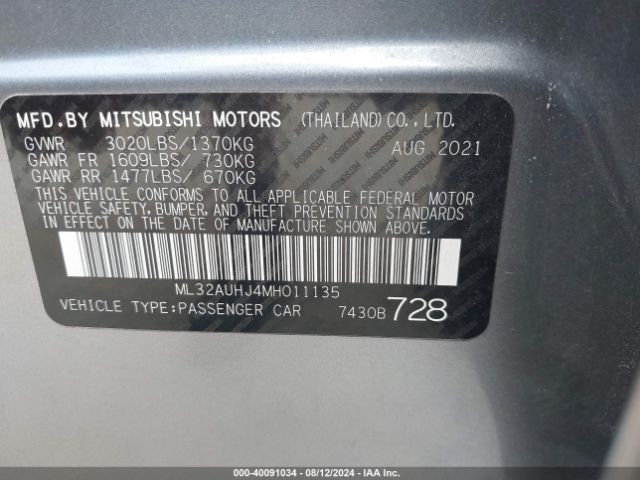 MFD.BY MITSUBISHI MOTORS (THAILAND)CO.,LTD.
GVWR 3020LBS/1370KG AUG 2021
GAWR FR 1609LBS/ 730KG
GAWR RR 1477LBS/ 670KG
THIS VEHICLE CONFORMS TO ALL APPLICABLE FEDERAL MOTOR
VEHICLE SAFETY, BUMPER, AND THEFT PREVENTION STANDARDS
IN EFFECT ON THE DATE OF MANUFACTURE SHOWN ABOVE.
ML32AUHJ4MH011135
VEHICLE TYPE:PASSENGER CAR 7430B 728
000-40091034 - 08/12/2024 - IAA Inc.